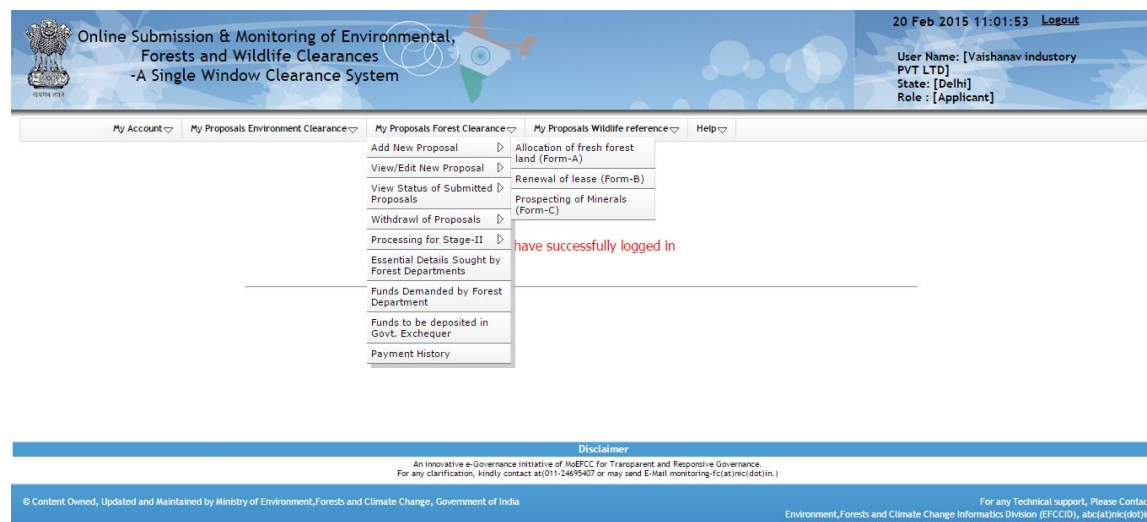 20 Feb 2015 11:01:53 Logout
Online Submission & Monitoring of Environmental,
Forests and Wildlife Clearances
-A Single Window Clearance System
सत्यमेव जयते
User Name: [Vaishanav industory
PVT LTD]
State: [Delhi]
Role : [Applicant]
My Account My Proposals Environment Clearance My Proposals Forest Clearance My Proposals Wildlife reference Help
Add New Proposal
View/Edit New Proposal
View Status of Submitted
Proposals
Withdrawl of Proposals
Processing for Stage-II
Essential Details Sought by
Forest Departments
Funds Demanded by Forest
Department
Funds to be deposited in
Govt. Exchequer
Payment History
Allocation of fresh forest
land (Form-A)
Renewal of lease (Form-B)
Prospecting of Minerals
(Form-C)
have successfully logged in
Disclaimer
An innovative e-Governance initiative of MoEFCC for Transparent and Responsive Governance.
For any clarification, kindly contact at(011-24695407 or may send E-Mail monitoring-fc(at)nic(dot)in.)
© Content Owned, Updated and Maintained by Ministry of Environment,Forests and Climate Change, Government of India
For any Technical support, Please Contac
Environment,Forests and Climate Change Informatics Division (EFCCID), abc(at)nic(dot)i